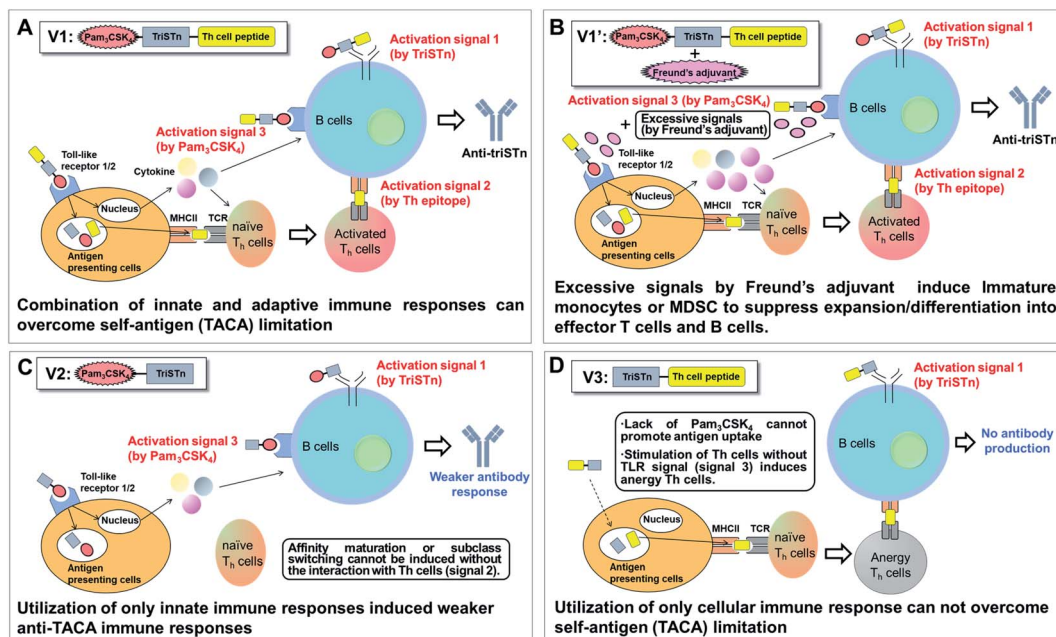 A
V1:
Pam3CSK4
TriSTn
Th cell peptide
Activation signal 1
(by TriSTn)
B cells
Anti-triSTn
Activation signal 3
(by Pam3CSK4)
Toll-like
receptor 1/2
Cytokine
Nucleus
MHCII
TCR
naïve
Th cells
Antigen
presenting cells
Activation signal 2
(by Th epitope)
Activated
Th cells
Combination of innate and adaptive immune responses can
overcome self-antigen (TACA) limitation
B
V1’:
Pam3CSK4
TriSTn
Th cell peptide
+
Freund's adjuvant
Activation signal 1
(by TriSTn)
B cells
Anti-triSTn
Activation signal 3 (by Pam3CSK4)
+
Excessive signals
(by Freund's adjuvant)
Toll-like
receptor 1/2
Nucleus
MHCII
TCR
naïve
Th cells
Antigen
presenting cells
Activation signal 2
(by Th epitope)
Activated
Th cells
Excessive signals by Freund's adjuvant induce Immature
monocytes or MDSC to suppress expansion/differentiation into
effector T cells and B cells.
C
V2:
Pam3CSK4
TriSTn
Activation signal 1
(by TriSTn)
B cells
Weaker antibody
response
Activation signal 3
(by Pam3CSK4)
Toll-like
receptor 1/2
Nucleus
Antigen
presenting cells
naïve
Th cells
Affinity maturation or subclass
switching cannot be induced without
the interaction with Th cells (signal 2).
Utilization of only innate immune responses induced weaker
anti-TACA immune responses
D
V3:
TriSTn
Th cell peptide
Activation signal 1
(by TriSTn)
B cells
No antibody
production
·Lack of Pam3CSK4 cannot
promote antigen uptake
·Stimulation of Th cells without
TLR signal (signal 3) induces
anergy Th cells.
Nucleus
MHCII
TCR
naïve
Th cells
Antigen
presenting cells
Anergy
Th cells
Utilization of only cellular immune response can not overcome
self-antigen (TACA) limitation